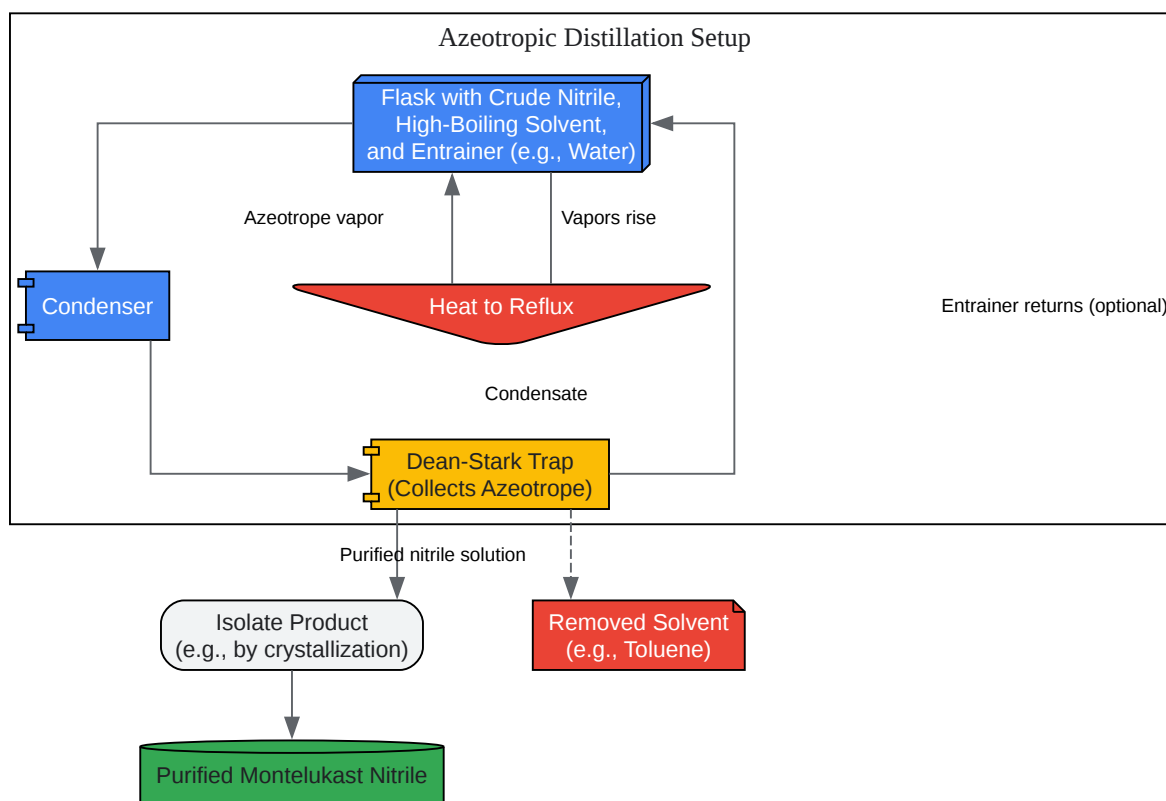 Azeotropic Distillation Setup
Flask with Crude Nitrile,
High-Boiling Solvent,
and Entrainer (e.g., Water)
Azeotrope vapor
Vapors rise
Condenser
Heat to Reflux
Entrainer returns (optional)
Condensate
Dean-Stark Trap
(Collects Azeotrope)
Purified nitrile solution
Isolate Product
(e.g., by crystallization)
Removed Solvent
(e.g., Toluene)
Purified Montelukast Nitrile